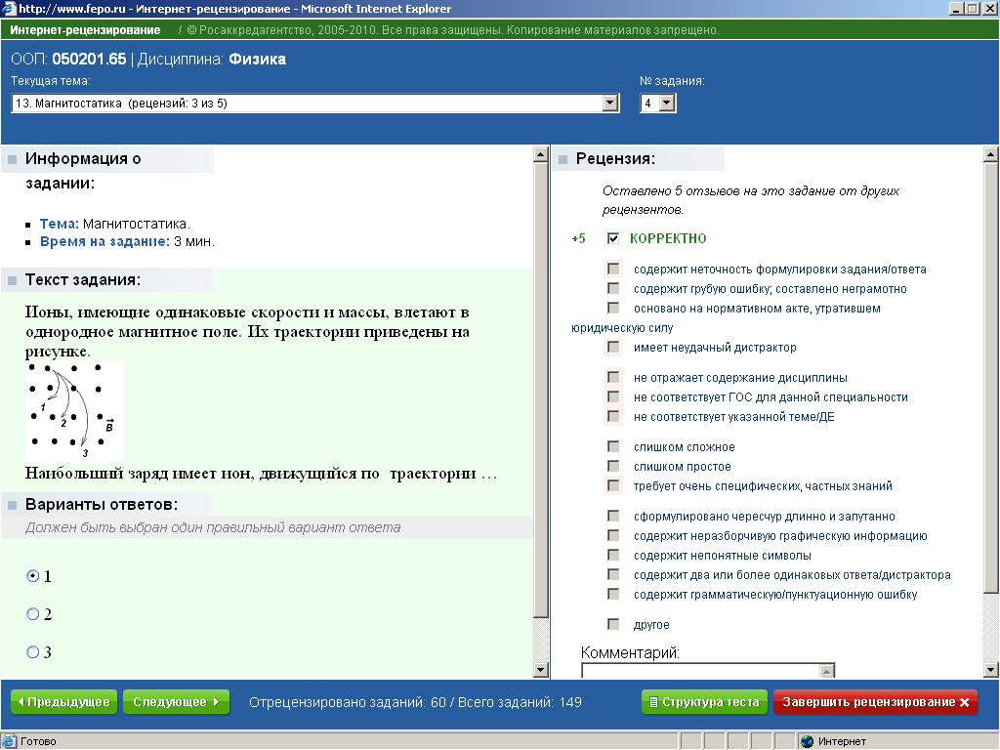 http://www.fepo.ru - Интернет-рецензирование - Microsoft Internet Explorer
Интернет-рецензирование / © Росаккредагентство, 2005-2010. Все права защищены. Копирование материалов запрещено.
ООП: 050201.65 | Дисциплина: Физика
Текущая тема:
№ задания:
13. Магнитостатика (рецензий: 3 из 5)
4
Информация о
задании:
Тема: Магнитостатика.
Время на задание: 3 мин.
Текст задания:
Ионы, имеющие одинаковые скорости и массы, влетают в
однородное магнитное поле. Их траектории приведены на
рисунке.
1
2
B
3
Наибольший заряд имеет ион, движущийся по траектории …
Варианты ответов:
Должен быть выбран один правильный вариант ответа
1
2
3
Рецензия:
Оставлено 5 отзывов на это задание от других
рецензентов.
+5 КОРРЕКТНО
содержит неточность формулировки задания/ответа
содержит грубую ошибку; составлено неграмотно
основано на нормативном акте, утратившем
юридическую силу
имеет неудачный дистрактор
не отражает содержание дисциплины
не соответствует ГОС для данной специальности
не соответствует указанной теме/ДЕ
слишком сложное
слишком простое
требует очень специфических, частных знаний
сформулировано чересчур длинно и запутанно
содержит неразборчивую графическую информацию
содержит непонятные символы
содержит два или более одинаковых ответа/дистрактора
содержит грамматическую/пунктуационную ошибку
другое
Комментарий:
Предыдущее
Следующее
Отрецензировано заданий: 60 / Всего заданий: 149
Структура теста
Завершить рецензирование
Готово
Интернет